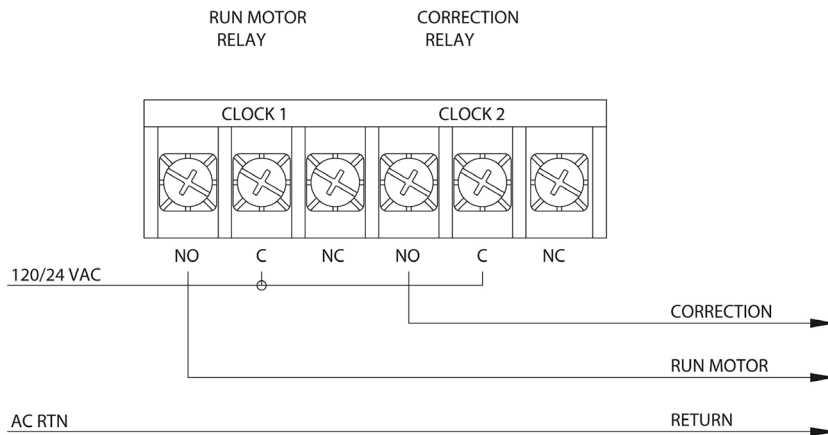 RUN MOTOR RELAY
CORRECTION RELAY
CLOCK 1 CLOCK 2
NO C NC NO C NC
120/24 VAC
CORRECTION
RUN MOTOR
AC RTN RETURN